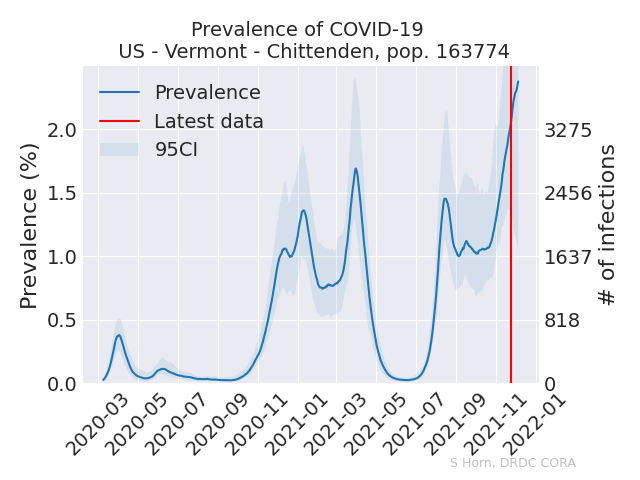 Prevalence of COVID-19
US - Vermont - Chittenden, pop. 163774
Prevalence
Latest data
95CI
Prevalence (%)
2.0
1.5
1.0
0.5
0.0
3275
2456
1637
818
0
# of infections
2020-03
2020-05
2020-07
2020-09
2020-11
2021-01
2021-03
2021-05
2021-07
2021-09
2021-11
2022-01
S Horn, DRDC CORA